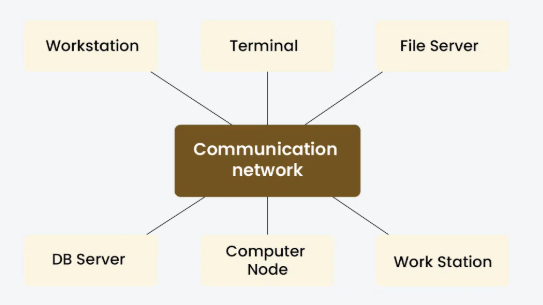 Workstation
Terminal
File Server
Communication
network
DB Server
Computer
Node
Work Station